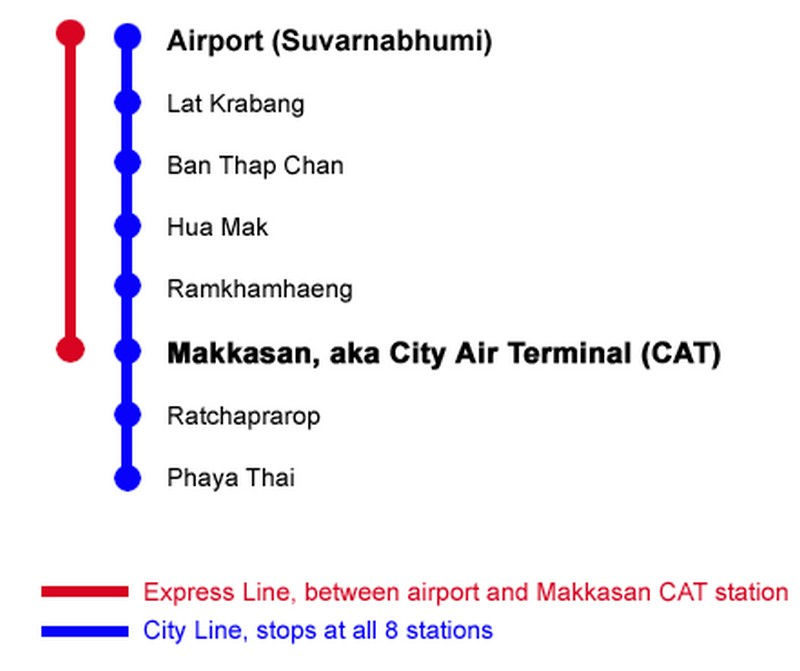 Airport (Suvarnabhumi)
Lat Krabang
Ban Thap Chan
Hua Mak
Ramkhamhaeng
Makkasan, aka City Air Terminal (CAT)
Ratchaprarop
Phaya Thai
Express Line, between airport and Makkasan CAT station
City Line, stops at all 8 stations